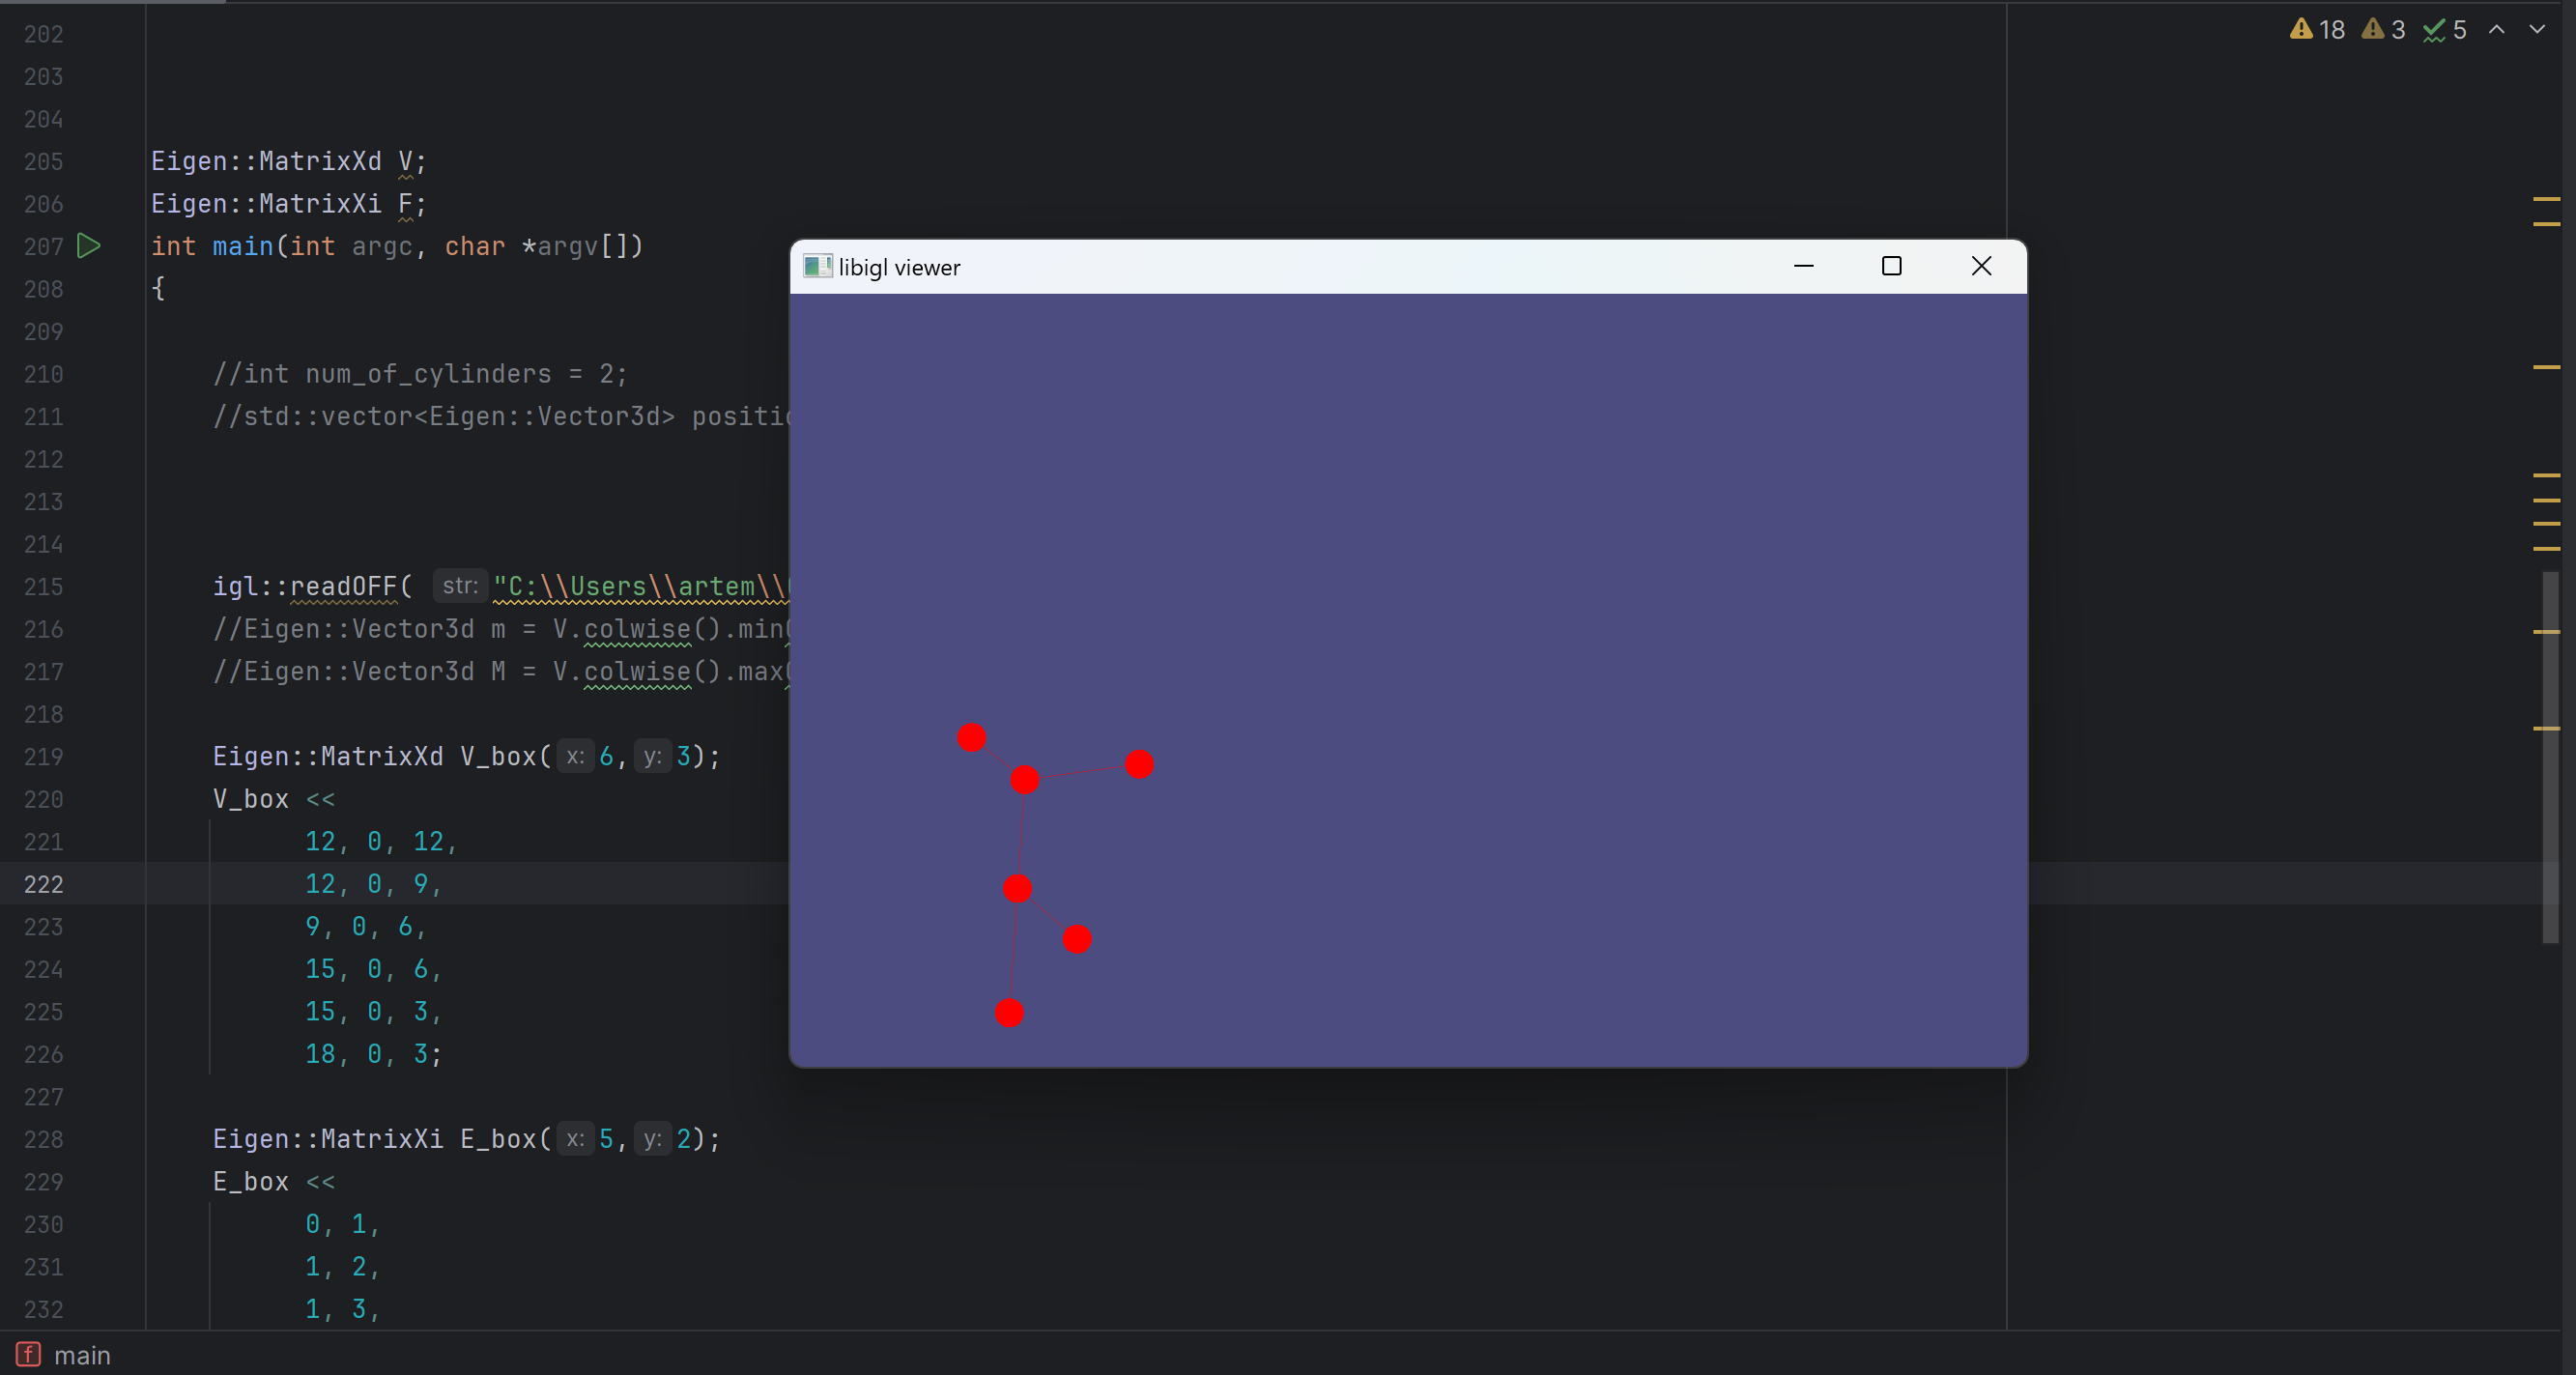 18 3 5
202
203
204
205 Eigen::MatrixXd V;
206 Eigen::MatrixXi F;
207 int main(int argc, char *argv[])
208 {
209
210 //int num_of_cylinders = 2;
211 //std::vector<Eigen::Vector3d>
212
213
214
215 igl::readOFF( str: "C:\\Users\\artem\\
216 //Eigen::Vector3d m = V.colwise().min
217 //Eigen::Vector3d M = V.colwise().max
218
219 Eigen::MatrixXd V_box( x: 6, y: 3);
220 V_box <<
221 12, 0, 12,
222 12, 0, 9,
223 9, 0, 6,
224 15, 0, 6,
225 15, 0, 3,
226 18, 0, 3;
227
228 Eigen::MatrixXi E_box( x: 5, y: 2);
229 E_box <<
230 0, 1,
231 1, 2,
232 1, 3,
libigl viewer
f main